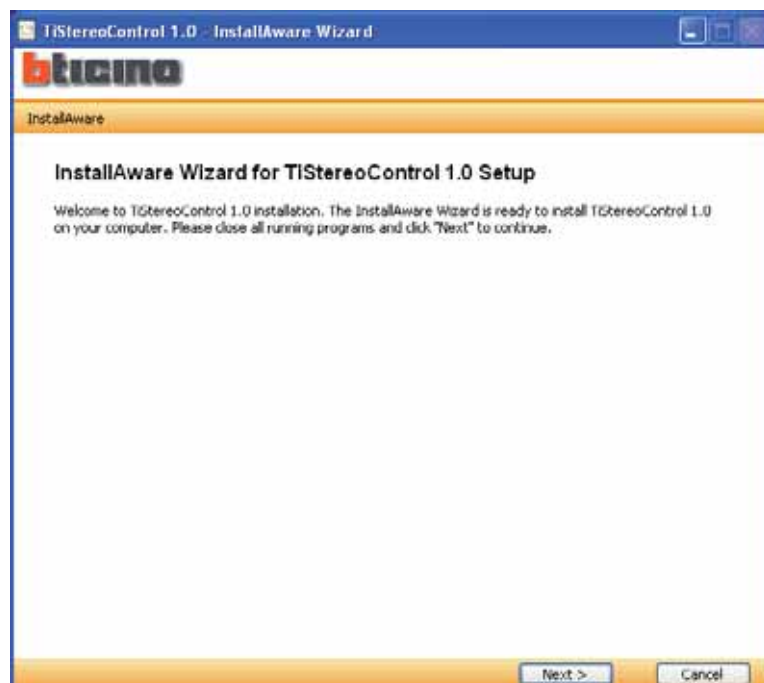 TiStereoControl 1.0 - InstallAware Wizard
bticino
InstallAware
InstallAware Wizard for TiStereoControl 1.0 Setup
Welcome to TiStereoControl 1.0 installation. The InstallAware Wizard is ready to install TiStereoControl 1.0
on your computer. Please close all running programs and click "Next" to continue.
Next >
Cancel